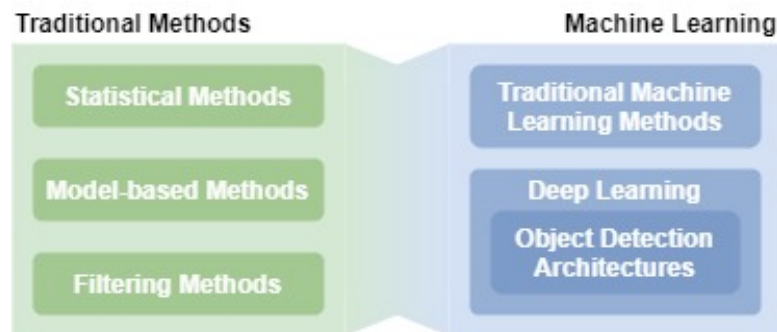 Traditional Methods
Statistical Methods
Model-based Methods
Filtering Methods
Machine Learning
Traditional Machine
Learning Methods
Deep Learning
Object Detection
Architectures